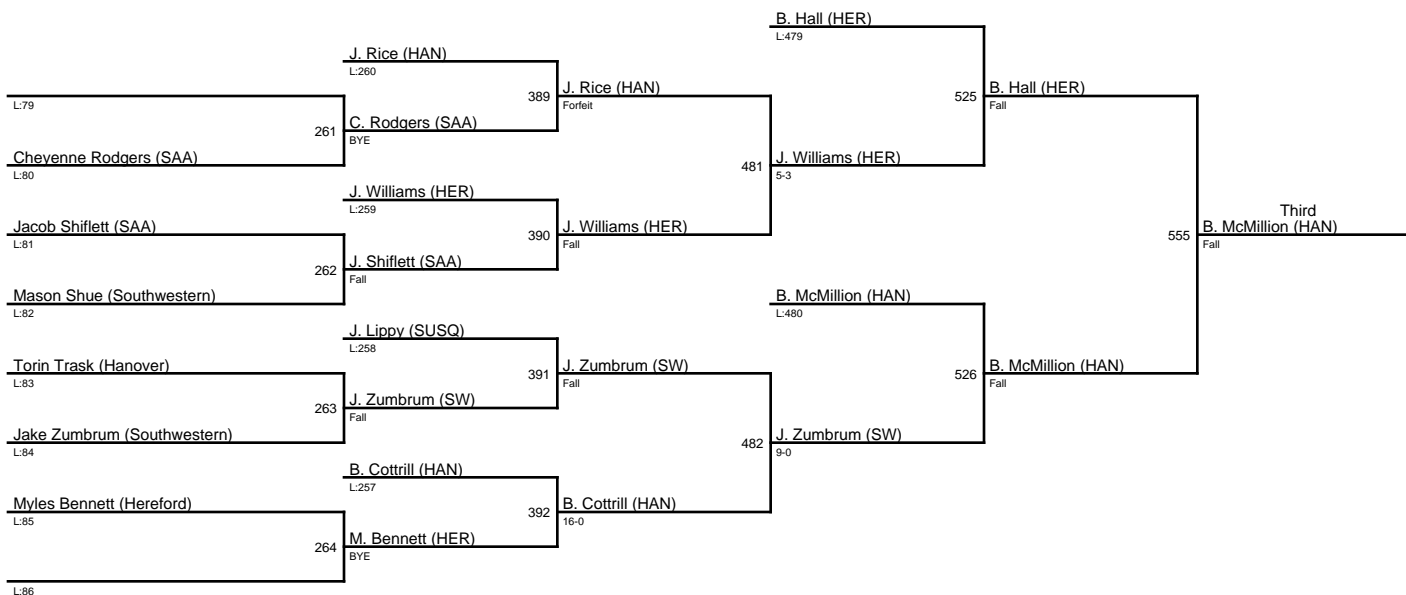 B. Hall (HER)
L:479
J. Rice (HAN)
L:260
J. Rice (HAN)
389
Forfeit
B. Hall (HER)
525
Fall
L:79
C. Rodgers (SAA)
261
BYE
Cheyenne Rodgers (SAA)
L:80
J. Williams (HER)
481
5-3
J. Williams (HER)
L:259
Third
Jacob Shiflett (SAA)
L:81
J. Williams (HER)
390
Fall
B. McMillion (HAN)
555
Fall
J. Shiflett (SAA)
262
Fall
Mason Shue (Southwestern)
L:82
B. McMillion (HAN)
L:480
J. Lippy (SUSQ)
L:258
Torin Trask (Hanover)
L:83
J. Zumbrum (SW)
391
Fall
B. McMillion (HAN)
526
Fall
J. Zumbrum (SW)
263
Fall
Jake Zumbrum (Southwestern)
L:84
J. Zumbrum (SW)
482
9-0
B. Cottrill (HAN)
L:257
Myles Bennett (Hereford)
L:85
B. Cottrill (HAN)
392
16-0
M. Bennett (HER)
264
BYE
L:86